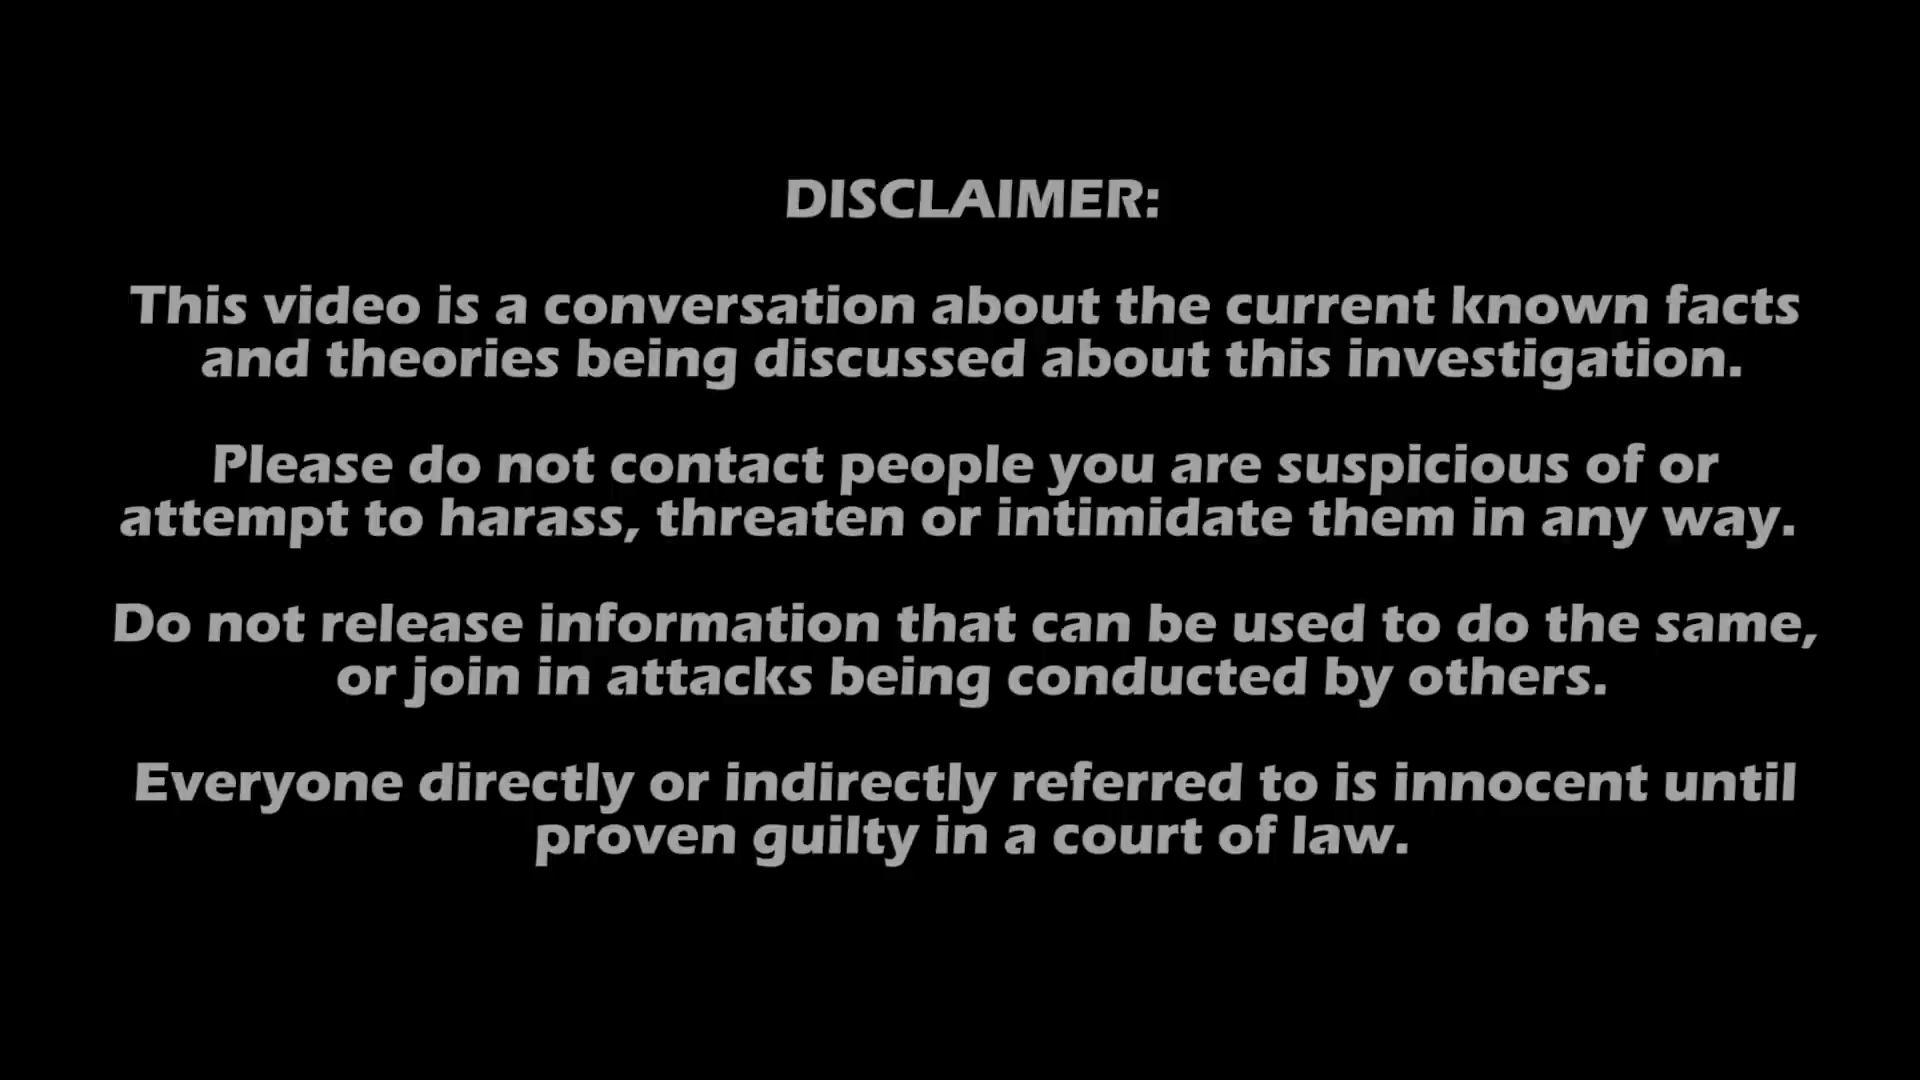 DISCLAIMER:
This video is a conversation about the current known facts
and theories being discussed about this investigation.
Please do not contact people you are suspicious of or
attempt to harass, threaten or intimidate them in any way.
Do not release information that can be used to do the same,
or join in attacks being conducted by others.
Everyone directly or indirectly referred to is innocent until
proven guilty in a court of law.